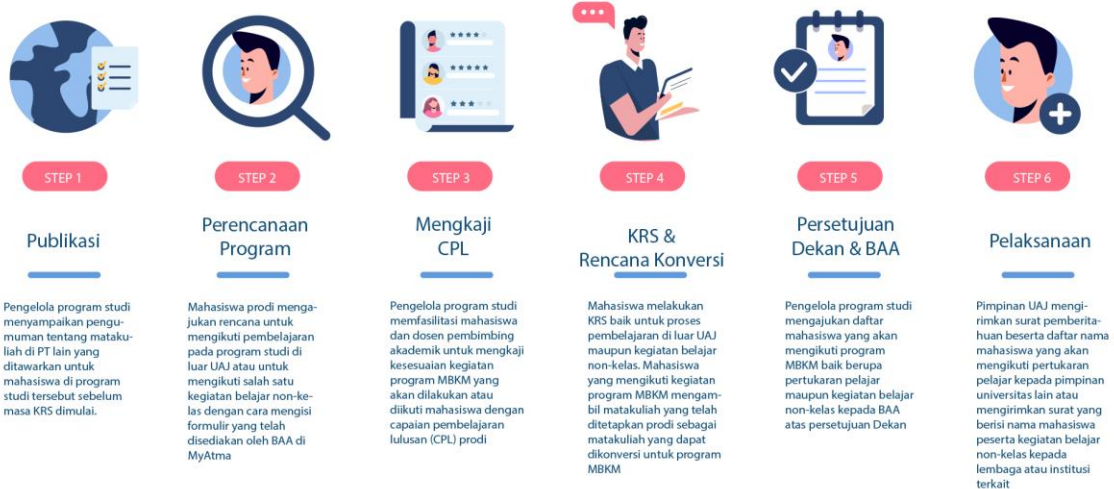 STEP 1
Publikasi
Pengelola program studi
menyampaikan pengu-
muman tentang mataku-
liah di PT lain yang
ditawarkan untuk
mahasiswa di program
studi tersebut sebelum
masa KRS dimulai.
STEP 2
Perencanaan
Program
Mahasiswa prodi menga-
jukan rencana untuk
mengikuti pembelajaran
pada program studi di
luar UAJ atau untuk
mengikuti salah satu
kegiatan belajar non-ke-
las dengan cara mengisi
formulir yang telah
disediakan oleh BAA di
MyAtma
STEP 3
Mengkaji
CPL
Pengelola program studi
memfasilitasi mahasiswa
dan dosen pembimbing
akademik untuk mengkaji
kesesuaian kegiatan
program MBKM yang
akan dilakukan atau
diikuti mahasiswa dengan
capaian pembelajaran
lulusan (CPL) prodi
STEP 4
KRS &
Rencana Konversi
Mahasiswa melakukan
KRS baik untuk proses
pembelajaran di luar UAJ
maupun kegiatan belajar
non-kelas. Mahasiswa
yang mengikuti kegiatan
program MBKM mengam-
bil matakuliah yang telah
ditetapkan prodi sebagai
matakuliah yang dapat
dikonversi untuk program
MBKM
STEP 5
Persetujuan
Dekan & BAA
Pengelola program studi
mengajukan daftar
mahasiswa yang akan
mengikuti program
MBKM baik berupa
pertukaran pelajar
maupun kegiatan belajar
non-kelas kepada BAA
atas persetujuan Dekan
STEP 6
Pelaksanaan
Pimpinan UAJ mengi-
rimkan surat pemberita-
huan beserta daftar nama
mahasiswa yang akan
mengikuti pertukaran
pelajar kepada pimpinan
universitas lain atau
mengirimkan surat yang
berisi nama mahasiswa
peserta kegiatan belajar
non-kelas kepada
lembaga atau institusi
terkait